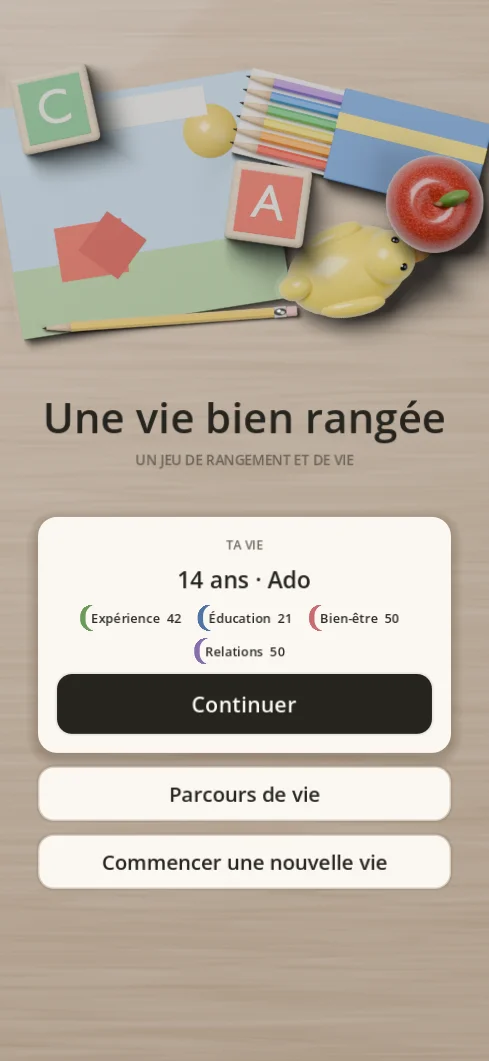 C
A
Une vie bien rangée
UN JEU DE RANGEMENT ET DE VIE
TA VIE
14 ans · Ado
Expérience 42 Éducation 21 Bien-être 50
Relations 50
Continuer
Parcours de vie
Commencer une nouvelle vie